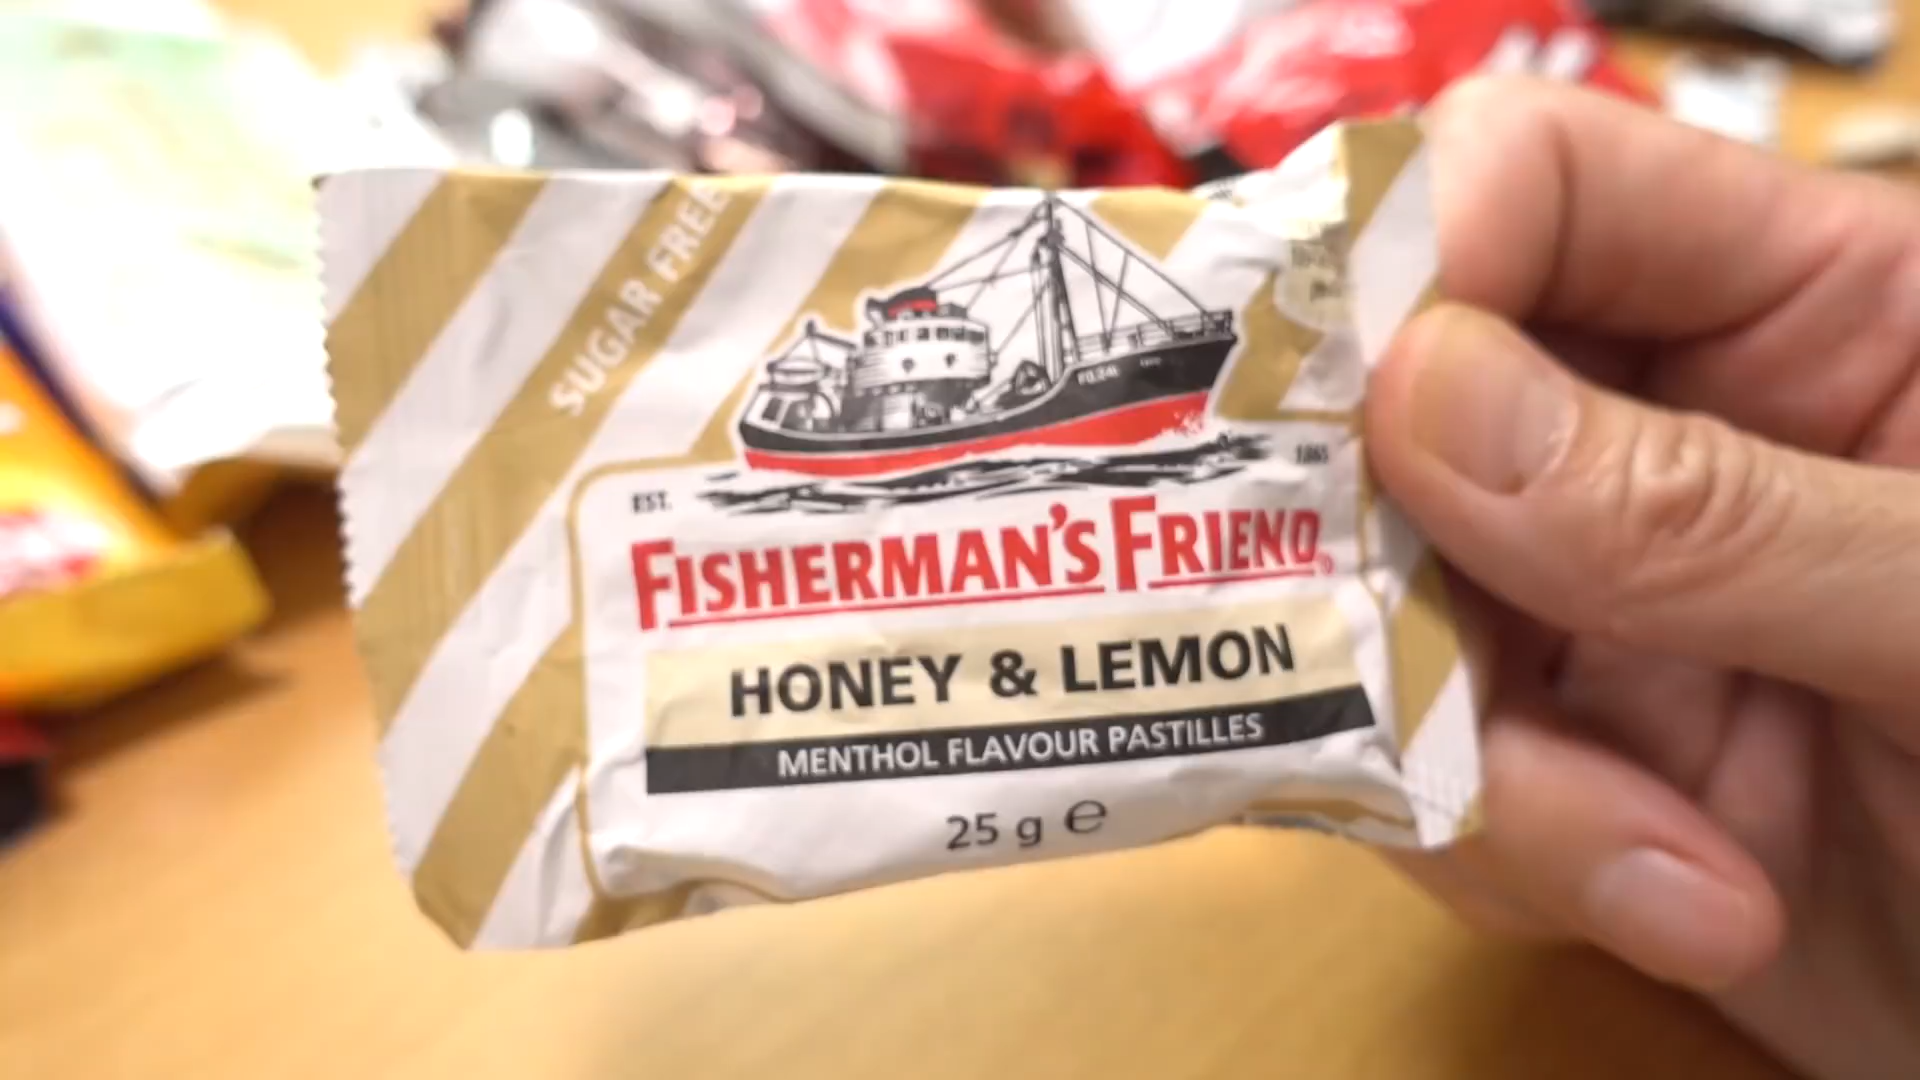 SUGAR FREE
EST.
1865
FISHERMAN'S FRIEND
HONEY & LEMON
MENTHOL FLAVOUR PASTILLES
25 g ℮